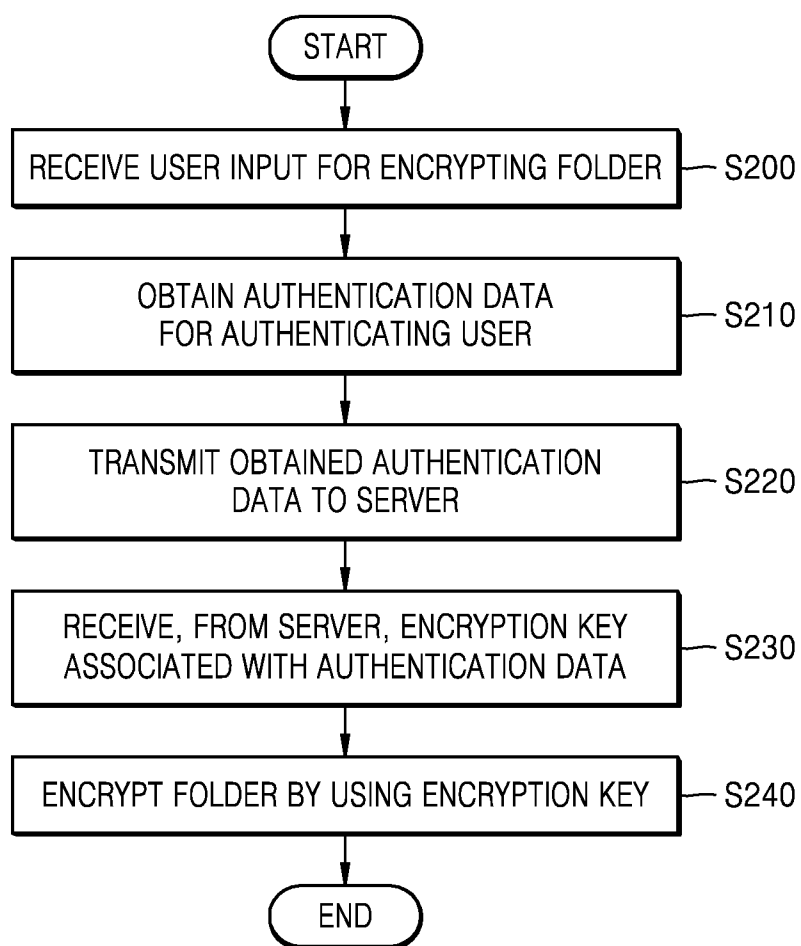 START
RECEIVE USER INPUT FOR ENCRYPTING FOLDER
S200
OBTAIN AUTHENTICATION DATA
FOR AUTHENTICATING USER
S210
TRANSMIT OBTAINED AUTHENTICATION
DATA TO SERVER
S220
RECEIVE, FROM SERVER, ENCRYPTION KEY
ASSOCIATED WITH AUTHENTICATION DATA
S230
ENCRYPT FOLDER BY USING ENCRYPTION KEY
S240
END